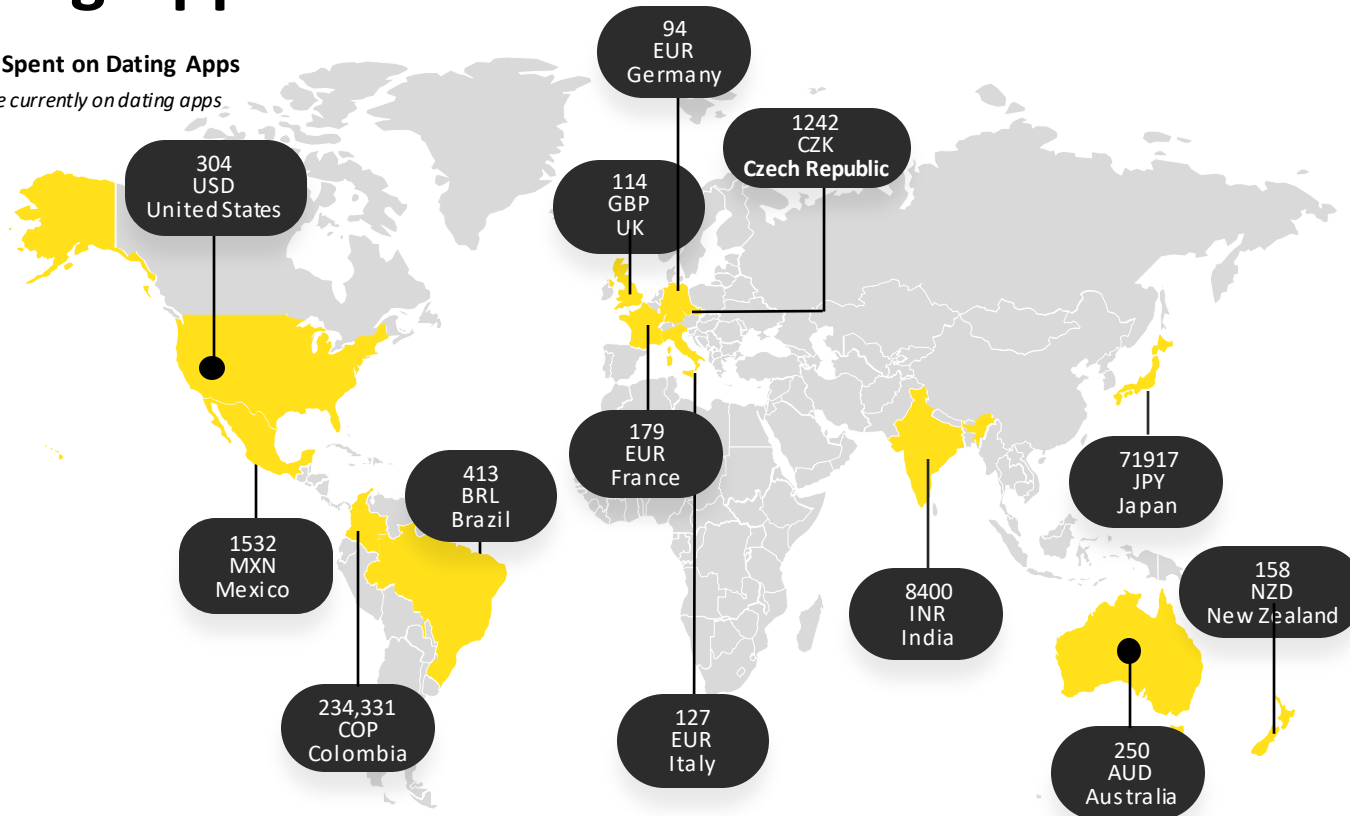 Spent on Dating Apps
currently on dating apps
94
EUR
Germany
1242
CZK
Czech Republic
304
USD
United States
114
GBP
UK
179
EUR
France
413
BRL
Brazil
71917
JPY
Japan
1532
MXN
Mexico
8400
INR
India
158
NZD
New Zealand
234,331
COP
Colombia
127
EUR
Italy
250
AUD
Australia